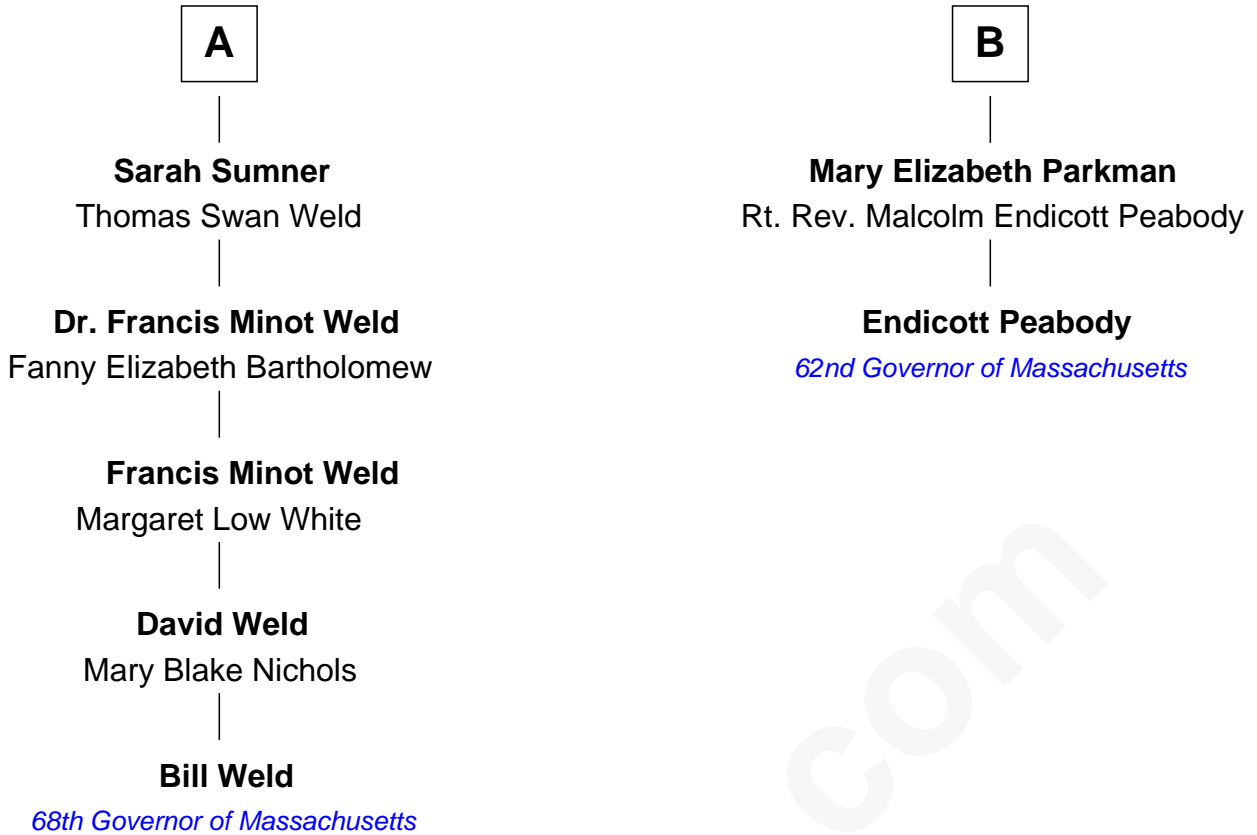 A
Sarah Sumner
Thomas Swan Weld
Dr. Francis Minot Weld
Fanny Elizabeth Bartholomew
Francis Minot Weld
Margaret Low White
David Weld
Mary Blake Nichols
Bill Weld
68th Governor of Massachusetts
B
Mary Elizabeth Parkman
Rt. Rev. Malcolm Endicott Peabody
Endicott Peabody
62nd Governor of Massachusetts
com